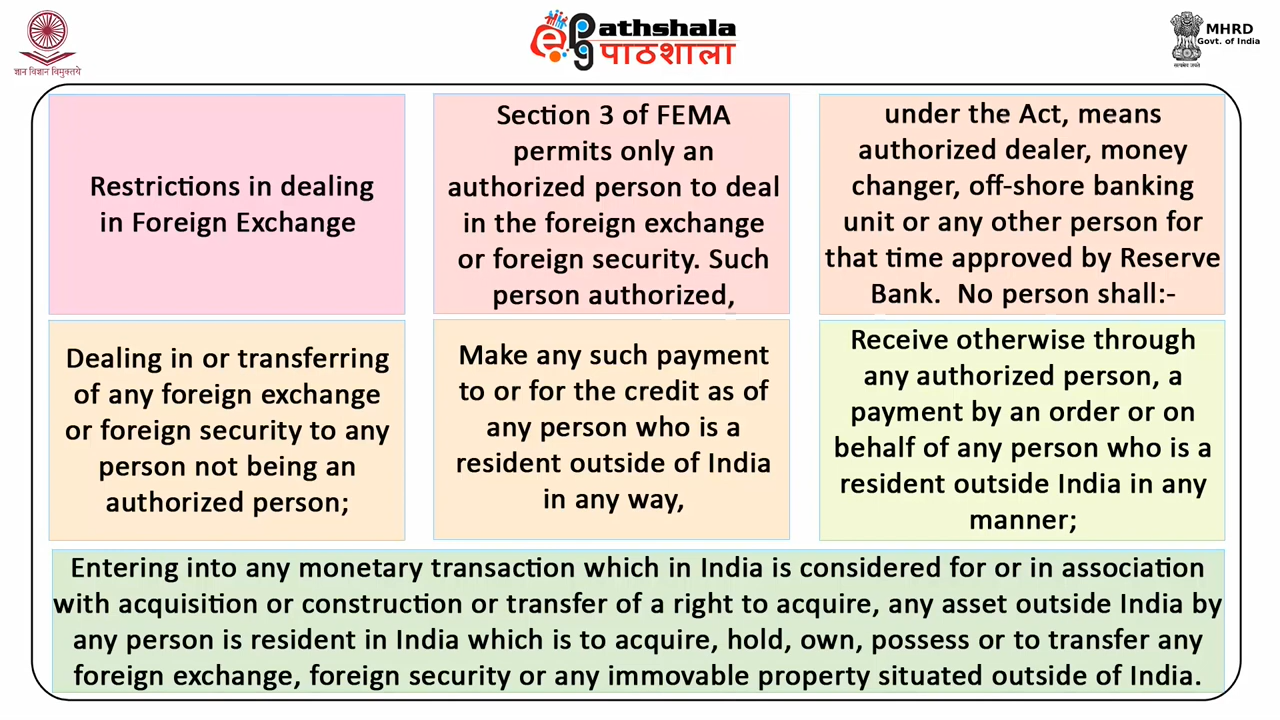 ज्ञान विज्ञान विमुक्तये
ePG Pathshala
पाठशाला
MHRD
Govt. of India
सत्यमेव जयते
Restrictions in dealing
in Foreign Exchange
Section 3 of FEMA
permits only an
authorized person to deal
in the foreign exchange
or foreign security. Such
person authorized,
under the Act, means
authorized dealer, money
changer, off-shore banking
unit or any other person for
that time approved by Reserve
Bank.  No person shall:-
Dealing in or transferring
of any foreign exchange
or foreign security to any
person not being an
authorized person;
Make any such payment
to or for the credit as of
any person who is a
resident outside of India
in any way,
Receive otherwise through
any authorized person, a
payment by an order or on
behalf of any person who is a
resident outside India in any
manner;
Entering into any monetary transaction which in India is considered for or in association
with acquisition or construction or transfer of a right to acquire, any asset outside India by
any person is resident in India which is to acquire, hold, own, possess or to transfer any
foreign exchange, foreign security or any immovable property situated outside of India.